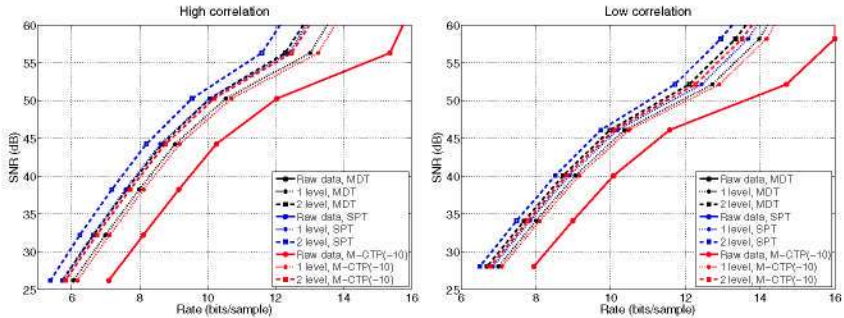 High correlation
60
55
50
45
40
35
30
25
SNR (dB)
6 8 10 12 14 16
Rate (bits/sample)
Raw data, MDT
1 level, MDT
2 level, MDT
Raw data, SPT
1 level, SPT
2 level, SPT
Raw data, M-CTP(-10)
1 level, M-CTP(-10)
2 level, M-CTP(-10)
Low correlation
60
55
50
45
40
35
30
25
SNR (dB)
6 8 10 12 14 16
Rate (bits/sample)
Raw data, MDT
1 level, MDT
2 level, MDT
Raw data, SPT
1 level, SPT
2 level, SPT
Raw data, M-CTP(-10)
1 level, M-CTP(-10)
2 level, M-CTP(-10)